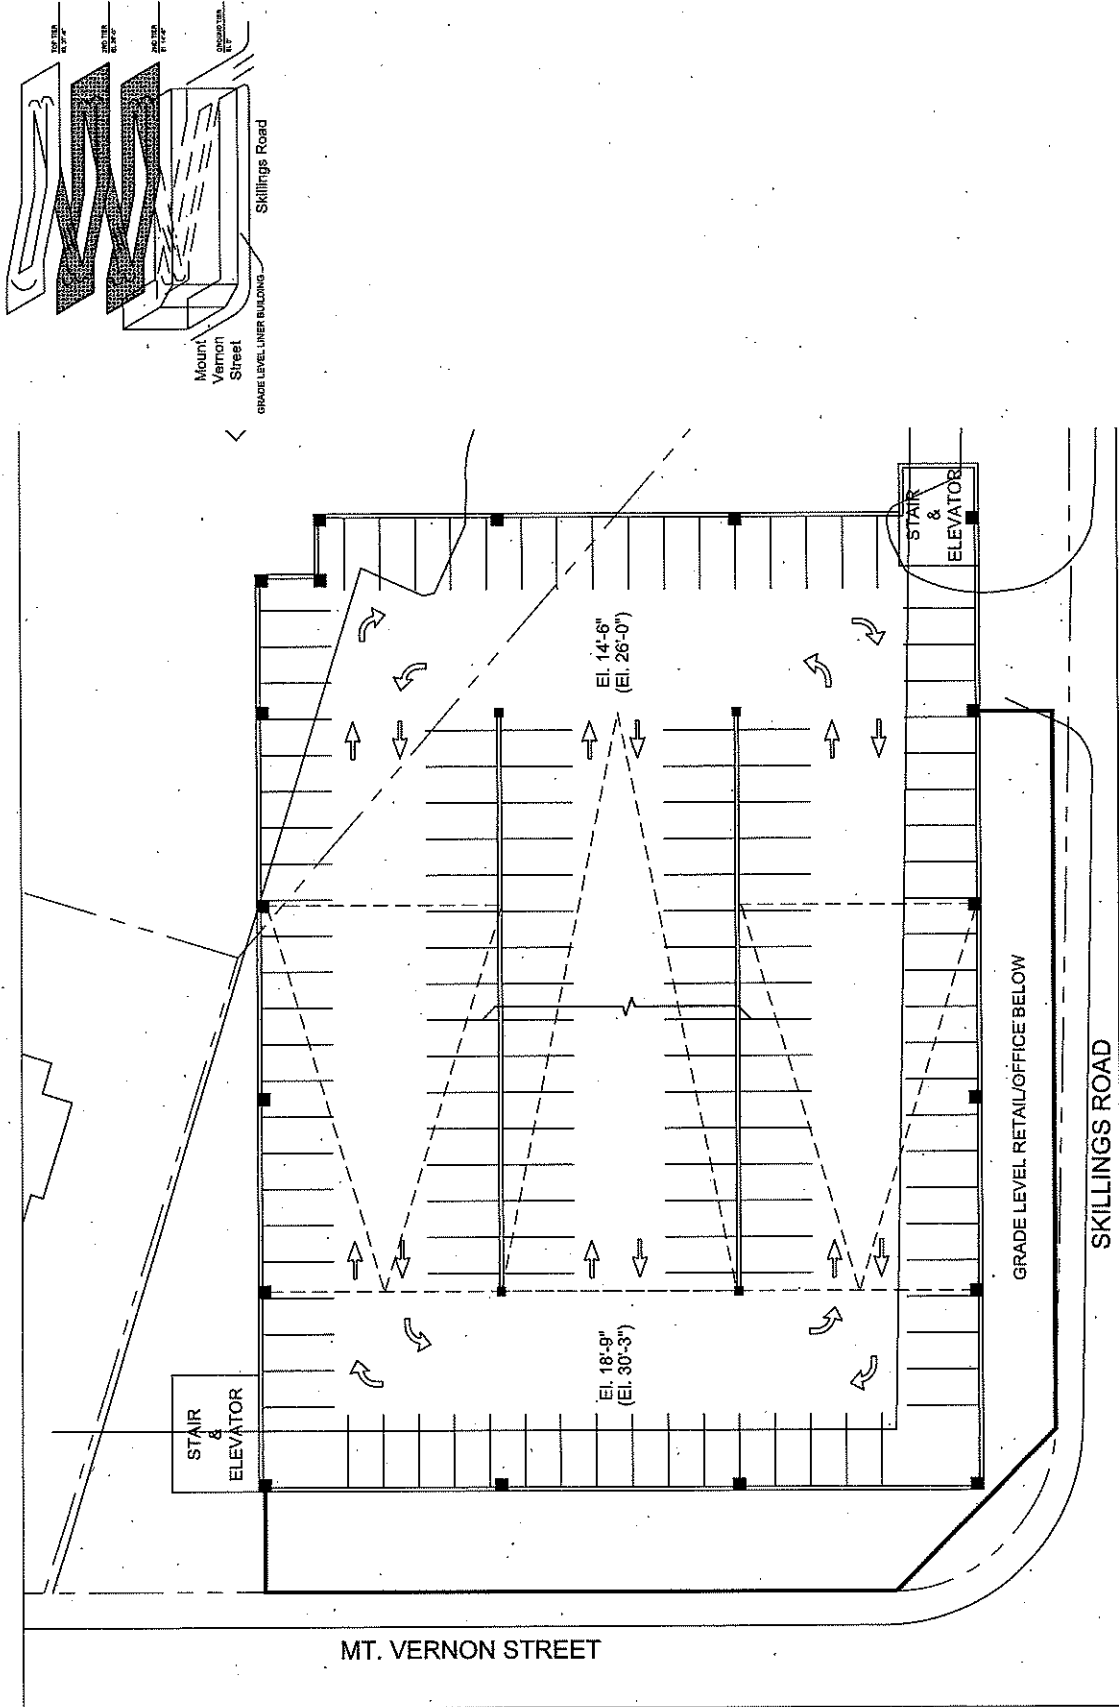 TOP TIER
2ND TIER
2ND TIER
GROUND TIER
Mount
Vernon
Street
Skillings Road
GRADE LEVEL LINER BUILDING
STAIR
&
ELEVATOR
El. 14'-6"
(El. 26'-0")
El. 18'-9"
(El. 30'-3")
STAIR
&
ELEVATOR
GRADE LEVEL RETAIL/OFFICE BELOW
SKILLINGS ROAD
MT. VERNON STREET